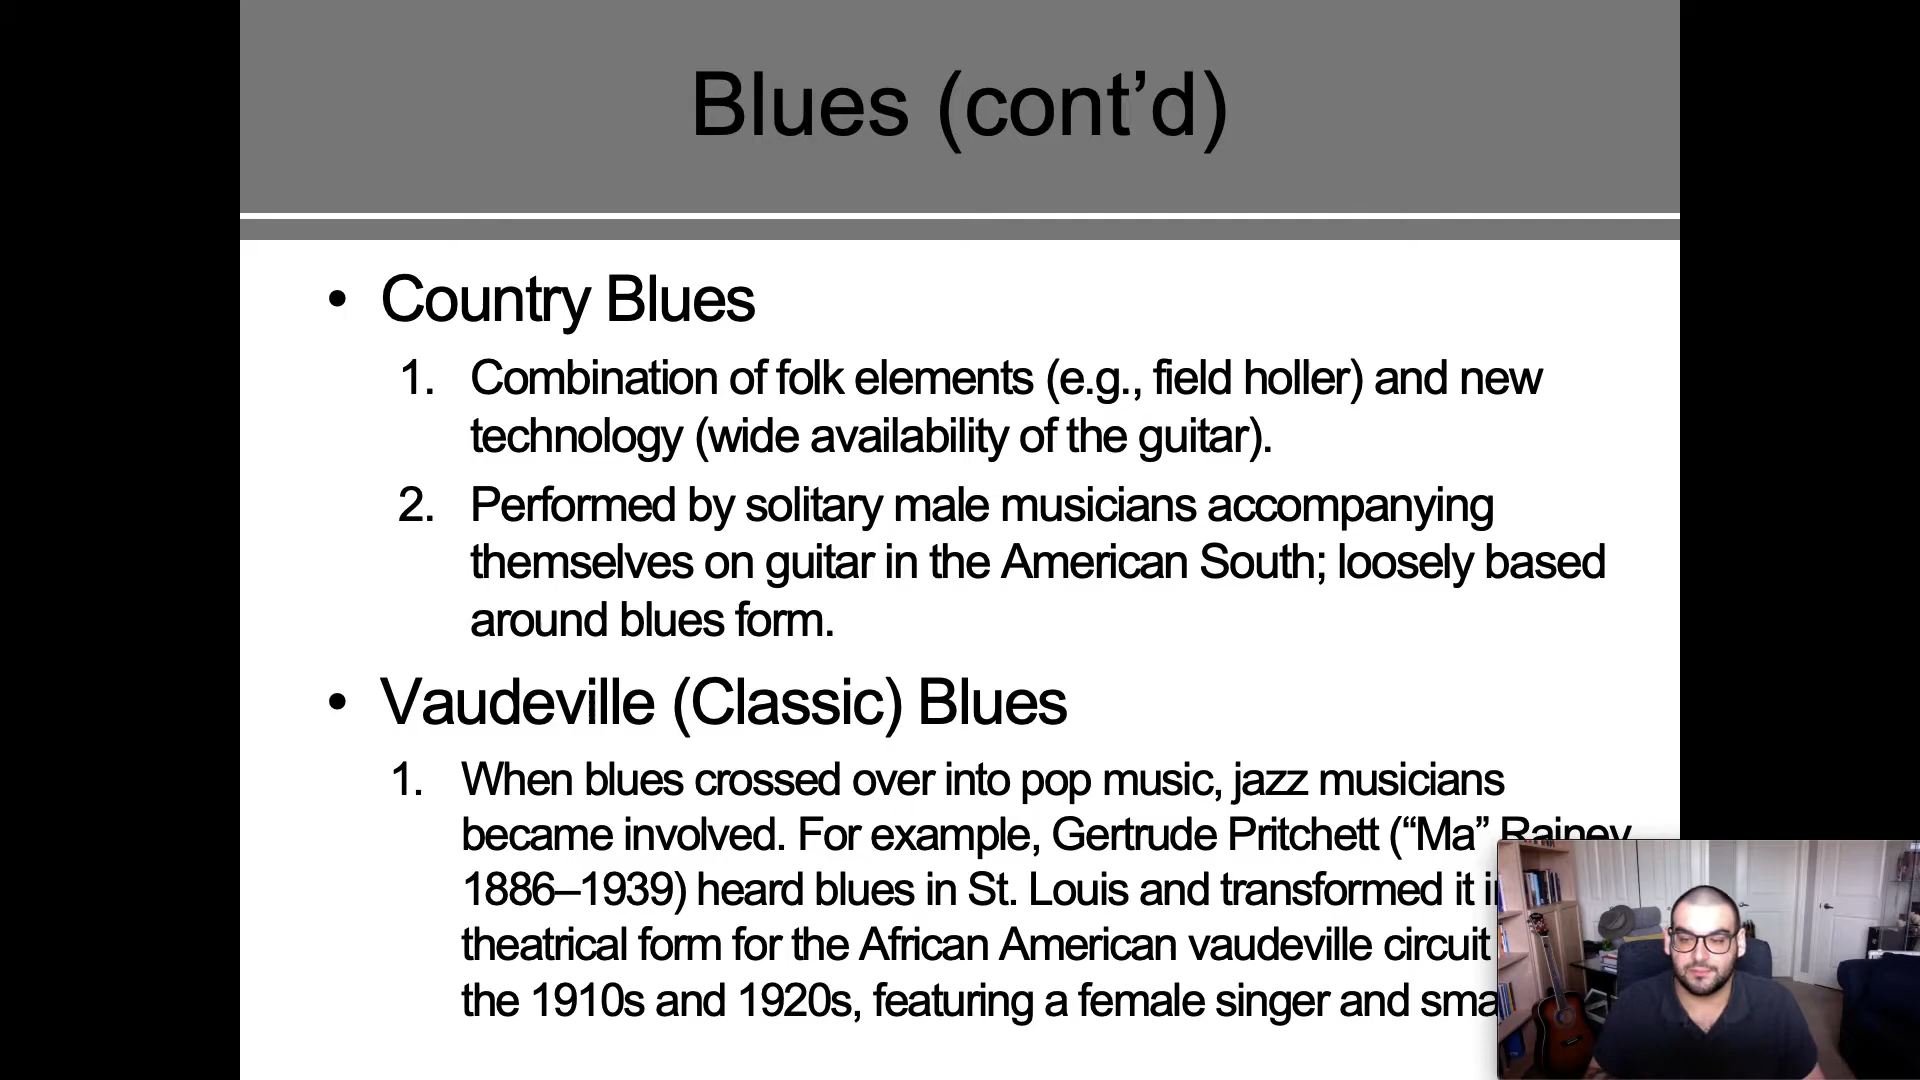 Blues (cont’d)
• Country Blues
1. Combination of folk elements (e.g., field holler) and new
technology (wide availability of the guitar).
2. Performed by solitary male musicians accompanying
themselves on guitar in the American South; loosely based
around blues form.
• Vaudeville (Classic) Blues
1. When blues crossed over into pop music, jazz musicians
became involved. For example, Gertrude Pritchett (“Ma” Rainey
1886–1939) heard blues in St. Louis and transformed it
theatrical form for the African American vaudeville circuit
the 1910s and 1920s, featuring a female singer and